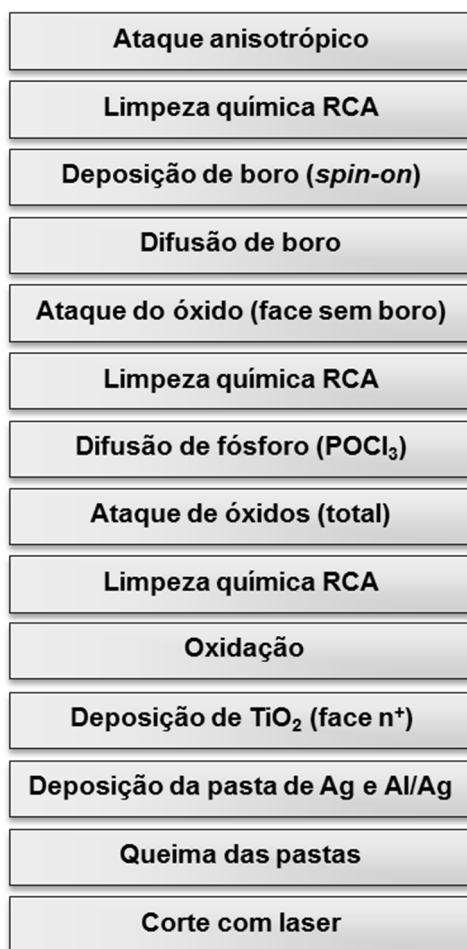 Ataque anisotrópico
Limpeza química RCA
Deposição de boro (spin-on)
Difusão de boro
Ataque do óxido (face sem boro)
Limpeza química RCA
Difusão de fósforo (POCl₃)
Ataque de óxidos (total)
Limpeza química RCA
Oxidação
Deposição de TiO₂ (face n⁺)
Deposição da pasta de Ag e Al/Ag
Queima das pastas
Corte com laser